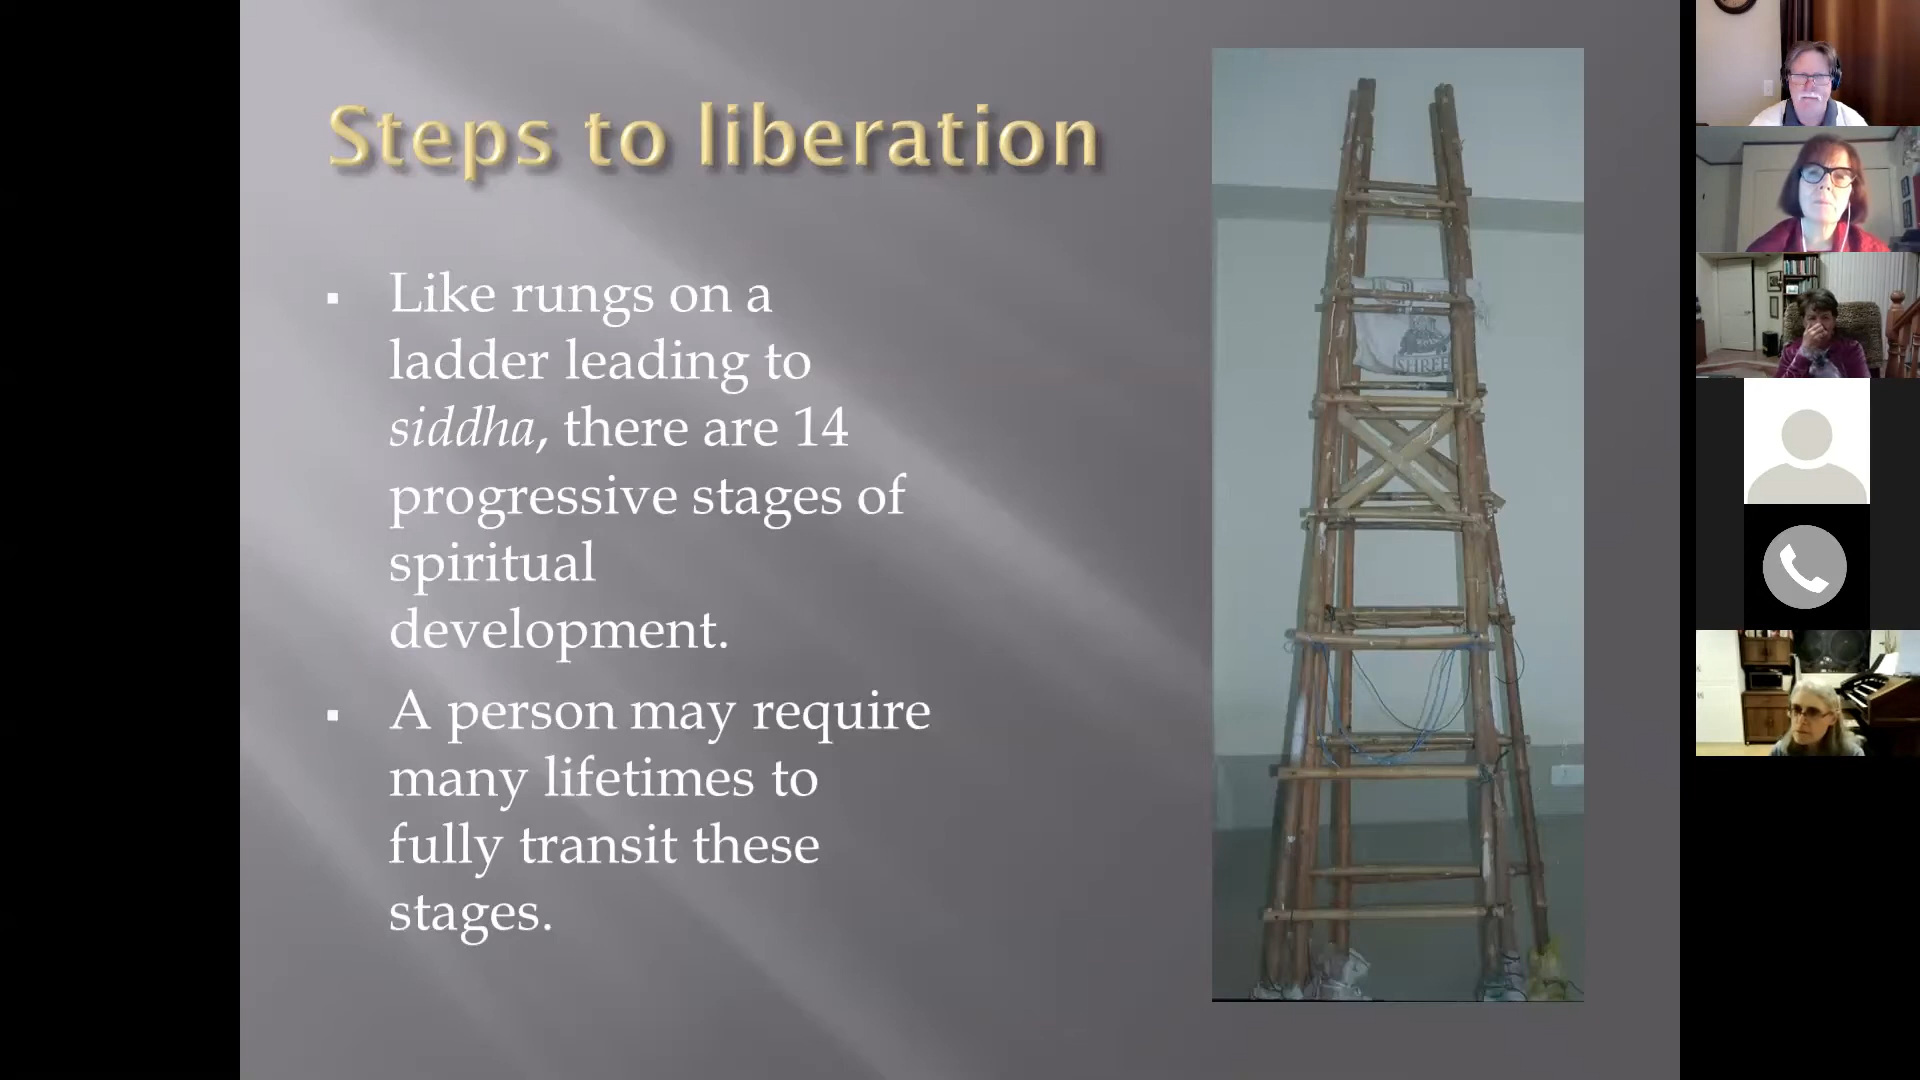 Steps to liberation
▪ Like rungs on a
ladder leading to
siddha, there are 14
progressive stages of
spiritual
development.
▪ A person may require
many lifetimes to
fully transit these
stages.
SHREE